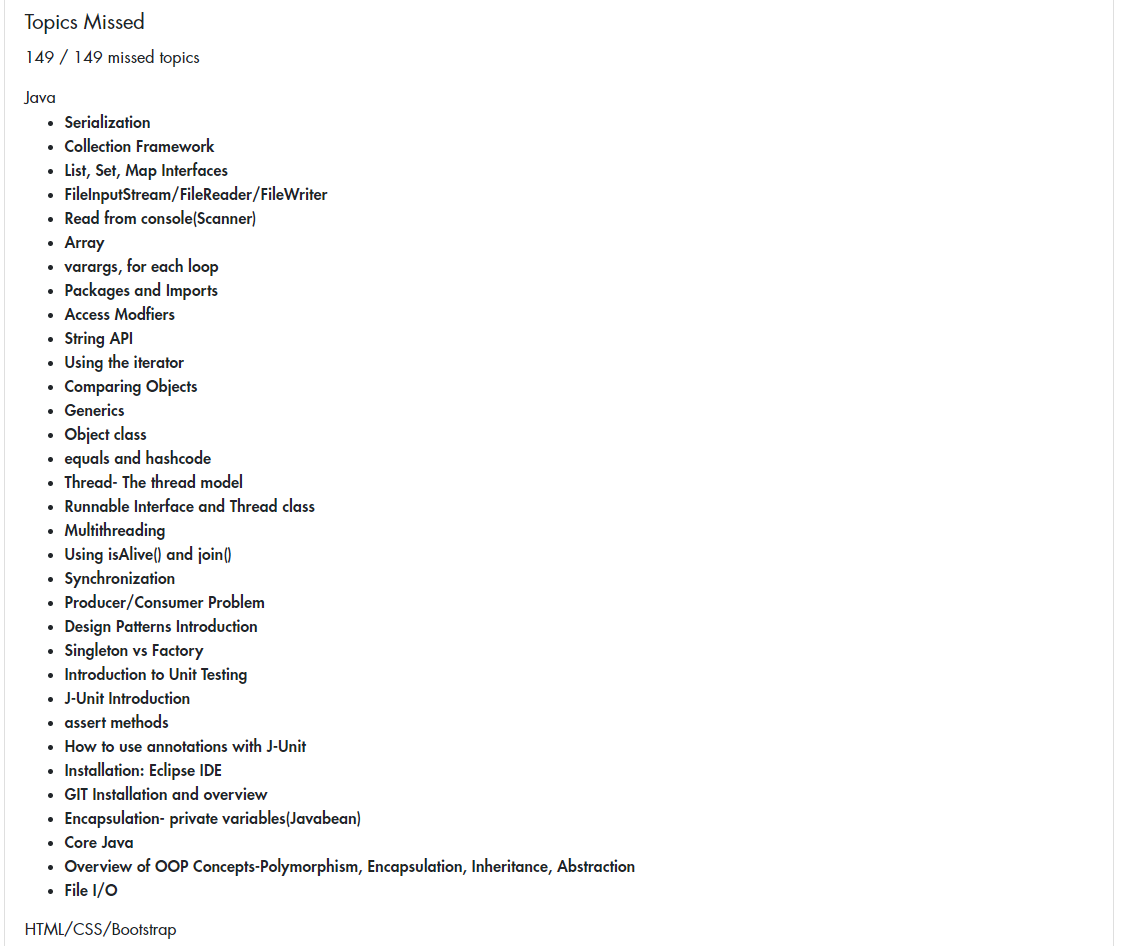 Topics Missed
149 / 149 missed topics
Java
Serialization
Collection Framework
List, Set, Map Interfaces
FileInputStream/FileReader/FileWriter
Read from console(Scanner)
Array
varargs, for each loop
Packages and Imports
Access Modfiers
String API
Using the iterator
Comparing Objects
Generics
Object class
equals and hashcode
Thread- The thread model
Runnable Interface and Thread class
Multithreading
Using isAlive() and join()
Synchronization
Producer/Consumer Problem
Design Patterns Introduction
Singleton vs Factory
Introduction to Unit Testing
J-Unit Introduction
assert methods
How to use annotations with J-Unit
Installation: Eclipse IDE
GIT Installation and overview
Encapsulation- private variables(Javabean)
Core Java
Overview of OOP Concepts-Polymorphism, Encapsulation, Inheritance, Abstraction
File I/O
HTML/CSS/Bootstrap